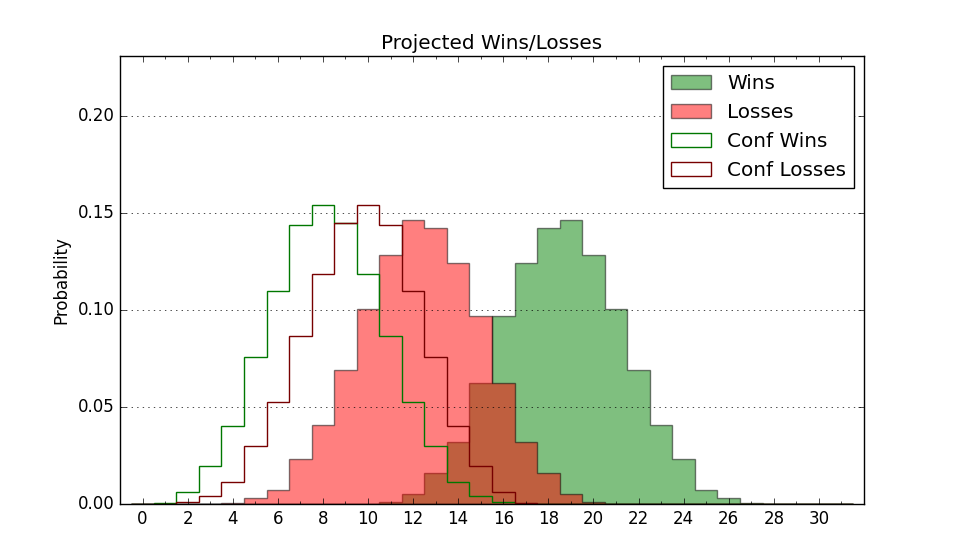 Projected Wins/Losses
Wins
Losses
Conf Wins
Conf Losses
Probability
0.20
0.15
0.10
0.05
0.00
0 2 4 6 8 10 12 14 16 18 20 22 24 26 28 30